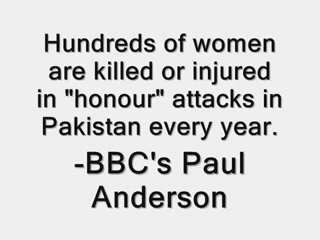 Hundreds of women
are killed or injured
in "honour" attacks in
Pakistan every year.
-BBC's Paul
Anderson